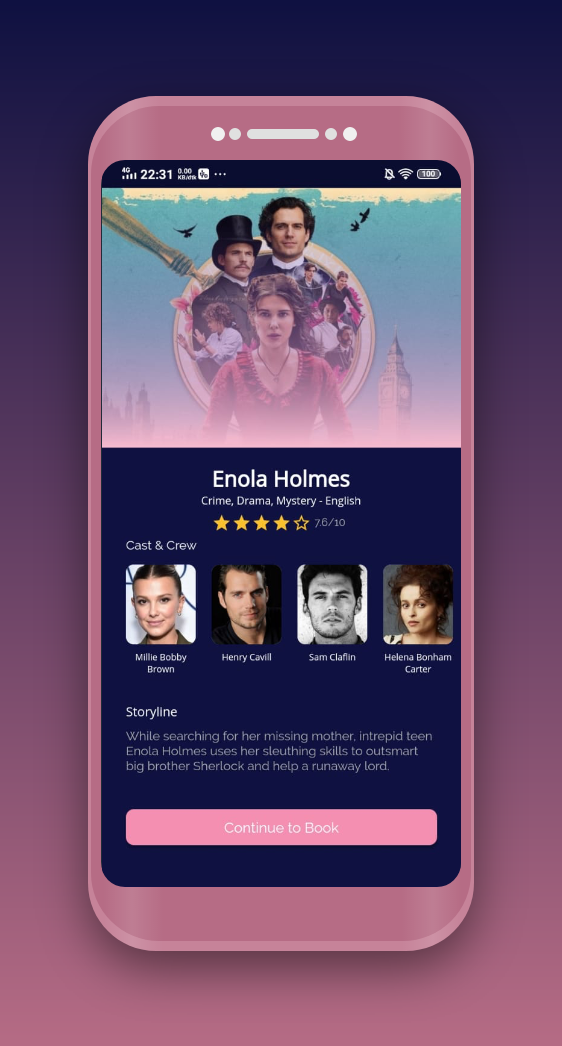 4G 22:31 0.00 ...
100
Enola Holmes
Crime, Drama, Mystery - English
7.6/10
Cast & Crew
Millie Bobby
Brown
Henry Cavill
Sam Claflin
Helena Bonham
Carter
Storyline
While searching for her missing mother, intrepid teen
Enola Holmes uses her sleuthing skills to outsmart
big brother Sherlock and help a runaway lord.
Continue to Book